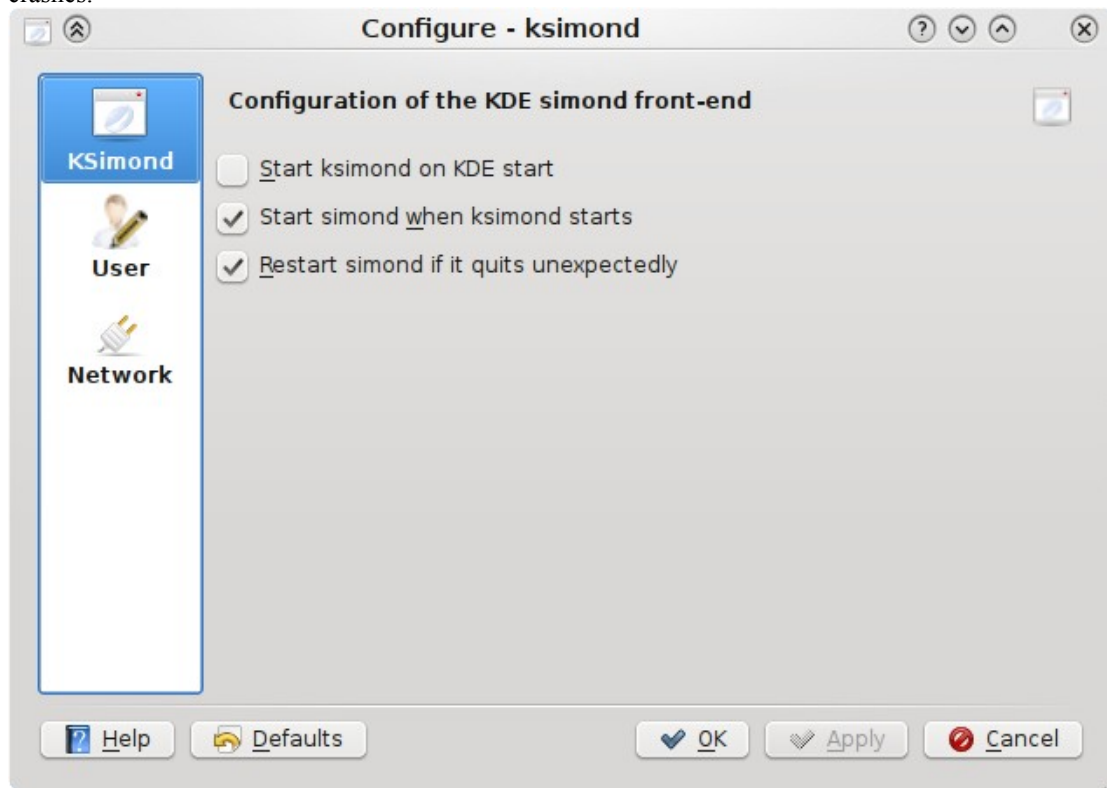 crashes.
Configure - ksimond
KSimond
User
Network
Configuration of the KDE simond front-end
Start ksimond on KDE start
Start simond when ksimond starts
Restart simond if it quits unexpectedly
Help
Defaults
OK
Apply
Cancel